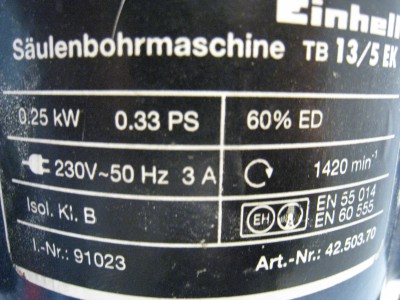 Einhell
Säulenbohrmaschine TB 13/5 EK
0.25 kW 0.33 PS 60% ED
230V~50 Hz 3 A 1420 min⁻¹
Isol. Kl. B EH EN 55 014
EN 60 555
I.-Nr.: 91023 Art.-Nr.: 42.503.70